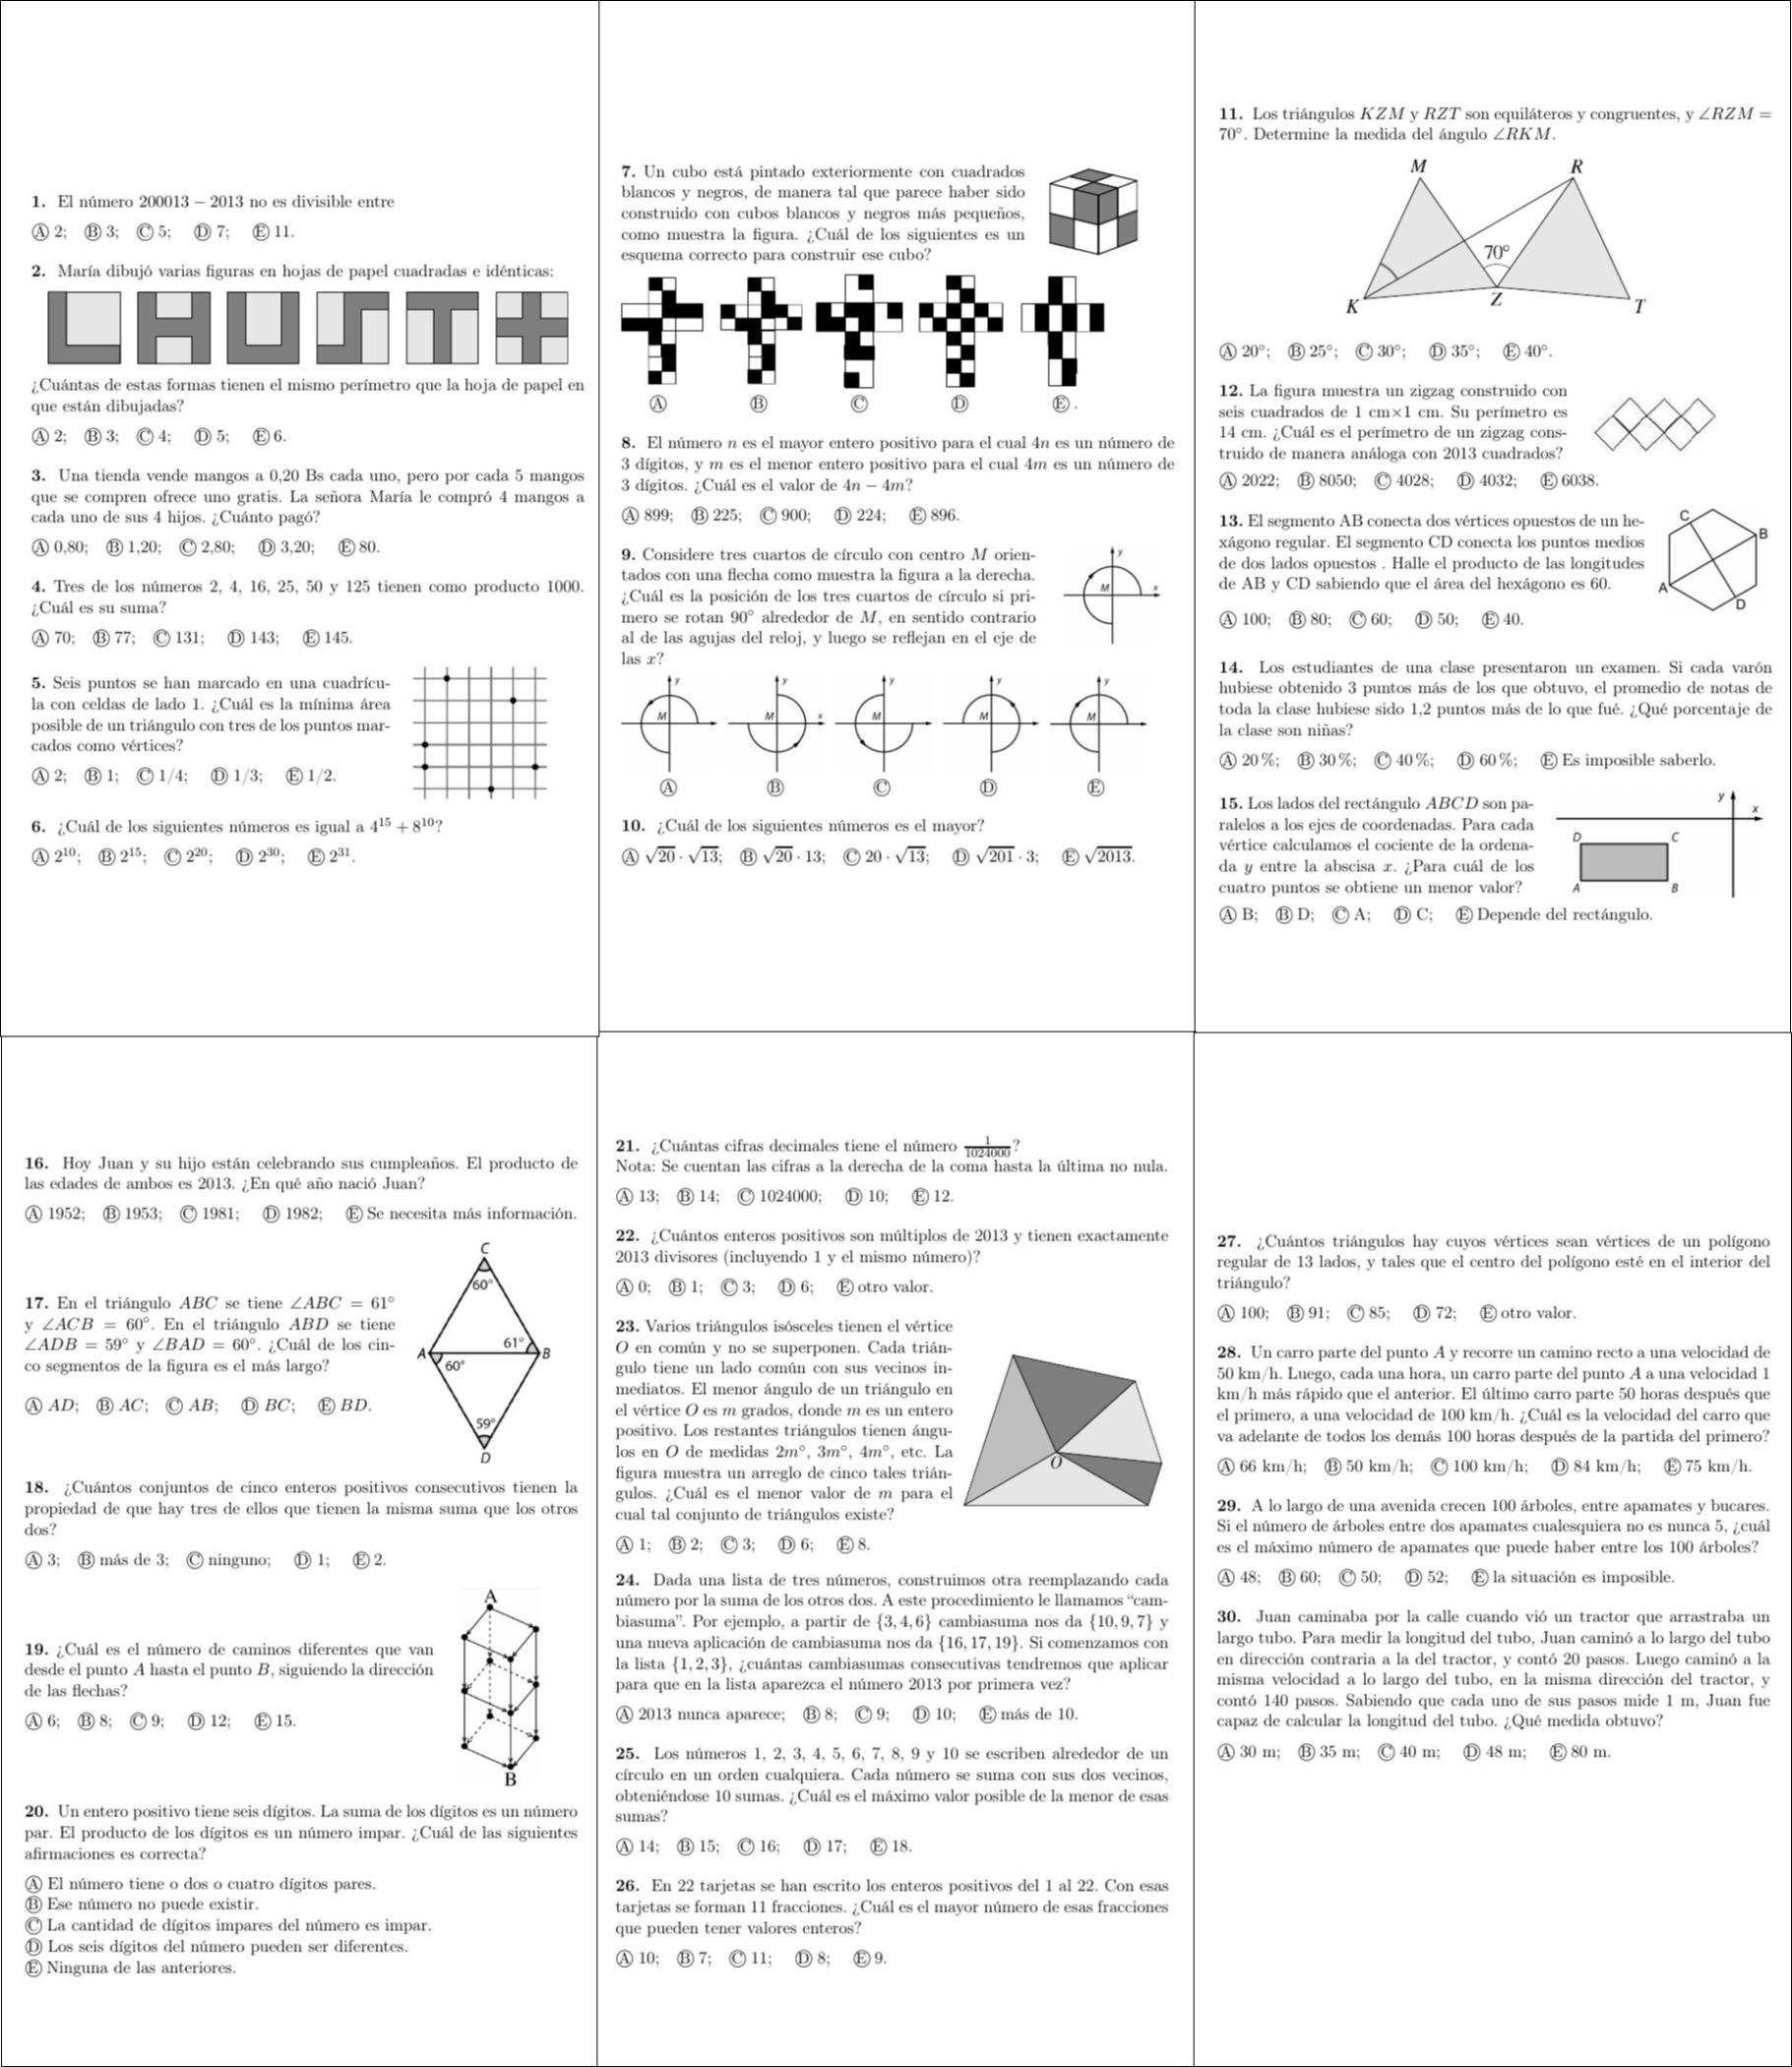 1. El número 200013 − 2013 no es divisible entre
Ⓐ 2; Ⓑ 3; Ⓒ 5; Ⓓ 7; Ⓔ 11.
2. María dibujó varias figuras en hojas de papel cuadradas e idénticas:
¿Cuántas de estas formas tienen el mismo perímetro que la hoja de papel en
que están dibujadas?
Ⓐ 2; Ⓑ 3; Ⓒ 4; Ⓓ 5; Ⓔ 6.
3. Una tienda vende mangos a 0,20 Bs cada uno, pero por cada 5 mangos
que se compren ofrece uno gratis. La señora María le compró 4 mangos a
cada uno de sus 4 hijos. ¿Cuánto pagó?
Ⓐ 0,80; Ⓑ 1,20; Ⓒ 2,80; Ⓓ 3,20; Ⓔ 80.
4. Tres de los números 2, 4, 16, 25, 50 y 125 tienen como producto 1000.
¿Cuál es su suma?
Ⓐ 70; Ⓑ 77; Ⓒ 131; Ⓓ 143; Ⓔ 145.
5. Seis puntos se han marcado en una cuadrícu-
la con celdas de lado 1. ¿Cuál es la mínima área
posible de un triángulo con tres de los puntos mar-
cados como vértices?
Ⓐ 2; Ⓑ 1; Ⓒ 1/4; Ⓓ 1/3; Ⓔ 1/2.
6. ¿Cuál de los siguientes números es igual a 4¹⁵ + 8¹⁰?
Ⓐ 2¹⁰; Ⓑ 2¹⁵; Ⓒ 2²⁰; Ⓓ 2³⁰; Ⓔ 2³¹.
7. Un cubo está pintado exteriormente con cuadrados
blancos y negros, de manera tal que parece haber sido
construido con cubos blancos y negros más pequeños,
como muestra la figura. ¿Cuál de los siguientes es un
esquema correcto para construir ese cubo?
Ⓐ Ⓑ Ⓒ Ⓓ Ⓔ.
8. El número n es el mayor entero positivo para el cual 4n es un número de
3 dígitos, y m es el menor entero positivo para el cual 4m es un número de
3 dígitos. ¿Cuál es el valor de 4n − 4m?
Ⓐ 899; Ⓑ 225; Ⓒ 900; Ⓓ 224; Ⓔ 896.
9. Considere tres cuartos de círculo con centro M orien-
tados con una flecha como muestra la figura a la derecha.
¿Cuál es la posición de los tres cuartos de círculo si pri-
mero se rotan 90° alrededor de M, en sentido contrario
al de las agujas del reloj, y luego se reflejan en el eje de
las x?
y
M x
y y y y y
M M x M M M
Ⓐ Ⓑ Ⓒ Ⓓ Ⓔ
10. ¿Cuál de los siguientes números es el mayor?
Ⓐ √20 · √13; Ⓑ √20 · 13; Ⓒ 20 · √13; Ⓓ √201 · 3; Ⓔ √2013.
11. Los triángulos KZM y RZT son equiláteros y congruentes, y ∠RZM =
70°. Determine la medida del ángulo ∠RKM.
M R
70°
K Z T
Ⓐ 20°; Ⓑ 25°; Ⓒ 30°; Ⓓ 35°; Ⓔ 40°.
12. La figura muestra un zigzag construido con
seis cuadrados de 1 cm×1 cm. Su perímetro es
14 cm. ¿Cuál es el perímetro de un zigzag cons-
truido de manera análoga con 2013 cuadrados?
Ⓐ 2022; Ⓑ 8050; Ⓒ 4028; Ⓓ 4032; Ⓔ 6038.
13. El segmento AB conecta dos vértices opuestos de un he-
xágono regular. El segmento CD conecta los puntos medios
de dos lados opuestos . Halle el producto de las longitudes
de AB y CD sabiendo que el área del hexágono es 60.
C
B
A
D
Ⓐ 100; Ⓑ 80; Ⓒ 60; Ⓓ 50; Ⓔ 40.
14. Los estudiantes de una clase presentaron un examen. Si cada varón
hubiese obtenido 3 puntos más de los que obtuvo, el promedio de notas de
toda la clase hubiese sido 1,2 puntos más de lo que fué. ¿Qué porcentaje de
la clase son niñas?
Ⓐ 20 %; Ⓑ 30 %; Ⓒ 40 %; Ⓓ 60 %; Ⓔ Es imposible saberlo.
15. Los lados del rectángulo ABCD son pa-
ralelos a los ejes de coordenadas. Para cada
vértice calculamos el cociente de la ordena-
da y entre la abscisa x. ¿Para cuál de los
cuatro puntos se obtiene un menor valor?
y
x
D C
A B
Ⓐ B; Ⓑ D; Ⓒ A; Ⓓ C; Ⓔ Depende del rectángulo.
16. Hoy Juan y su hijo están celebrando sus cumpleaños. El producto de
las edades de ambos es 2013. ¿En qué año nació Juan?
Ⓐ 1952; Ⓑ 1953; Ⓒ 1981; Ⓓ 1982; Ⓔ Se necesita más información.
17. En el triángulo ABC se tiene ∠ABC = 61°
y ∠ACB = 60°. En el triángulo ABD se tiene
∠ADB = 59° y ∠BAD = 60°. ¿Cuál de los cin-
co segmentos de la figura es el más largo?
Ⓐ AD; Ⓑ AC; Ⓒ AB; Ⓓ BC; Ⓔ BD.
C
60°
61°
A B
60°
59°
D
18. ¿Cuántos conjuntos de cinco enteros positivos consecutivos tienen la
propiedad de que hay tres de ellos que tienen la misma suma que los otros
dos?
Ⓐ 3; Ⓑ más de 3; Ⓒ ninguno; Ⓓ 1; Ⓔ 2.
19. ¿Cuál es el número de caminos diferentes que van
desde el punto A hasta el punto B, siguiendo la dirección
de las flechas?
Ⓐ 6; Ⓑ 8; Ⓒ 9; Ⓓ 12; Ⓔ 15.
A
B
20. Un entero positivo tiene seis dígitos. La suma de los dígitos es un número
par. El producto de los dígitos es un número impar. ¿Cuál de las siguientes
afirmaciones es correcta?
Ⓐ El número tiene o dos o cuatro dígitos pares.
Ⓑ Ese número no puede existir.
Ⓒ La cantidad de dígitos impares del número es impar.
Ⓓ Los seis dígitos del número pueden ser diferentes.
Ⓔ Ninguna de las anteriores.
21. ¿Cuántas cifras decimales tiene el número 1/1024000?
Nota: Se cuentan las cifras a la derecha de la coma hasta la última no nula.
Ⓐ 13; Ⓑ 14; Ⓒ 1024000; Ⓓ 10; Ⓔ 12.
22. ¿Cuántos enteros positivos son múltiplos de 2013 y tienen exactamente
2013 divisores (incluyendo 1 y el mismo número)?
Ⓐ 0; Ⓑ 1; Ⓒ 3; Ⓓ 6; Ⓔ otro valor.
23. Varios triángulos isósceles tienen el vértice
O en común y no se superponen. Cada trián-
gulo tiene un lado común con sus vecinos in-
mediatos. El menor ángulo de un triángulo en
el vértice O es m grados, donde m es un entero
positivo. Los restantes triángulos tienen ángu-
los en O de medidas 2m°, 3m°, 4m°, etc. La
figura muestra un arreglo de cinco tales trián-
gulos. ¿Cuál es el menor valor de m para el
cual tal conjunto de triángulos existe?
O
Ⓐ 1; Ⓑ 2; Ⓒ 3; Ⓓ 6; Ⓔ 8.
24. Dada una lista de tres números, construimos otra reemplazando cada
número por la suma de los otros dos. A este procedimiento le llamamos “cam-
biasuma”. Por ejemplo, a partir de {3, 4, 6} cambiasuma nos da {10, 9, 7} y
una nueva aplicación de cambiasuma nos da {16, 17, 19}. Si comenzamos con
la lista {1, 2, 3}, ¿cuántas cambiasumas consecutivas tendremos que aplicar
para que en la lista aparezca el número 2013 por primera vez?
Ⓐ 2013 nunca aparece; Ⓑ 8; Ⓒ 9; Ⓓ 10; Ⓔ más de 10.
25. Los números 1, 2, 3, 4, 5, 6, 7, 8, 9 y 10 se escriben alrededor de un
círculo en un orden cualquiera. Cada número se suma con sus dos vecinos,
obteniéndose 10 sumas. ¿Cuál es el máximo valor posible de la menor de esas
sumas?
Ⓐ 14; Ⓑ 15; Ⓒ 16; Ⓓ 17; Ⓔ 18.
26. En 22 tarjetas se han escrito los enteros positivos del 1 al 22. Con esas
tarjetas se forman 11 fracciones. ¿Cuál es el mayor número de esas fracciones
que pueden tener valores enteros?
Ⓐ 10; Ⓑ 7; Ⓒ 11; Ⓓ 8; Ⓔ 9.
27. ¿Cuántos triángulos hay cuyos vértices sean vértices de un polígono
regular de 13 lados, y tales que el centro del polígono esté en el interior del
triángulo?
Ⓐ 100; Ⓑ 91; Ⓒ 85; Ⓓ 72; Ⓔ otro valor.
28. Un carro parte del punto A y recorre un camino recto a una velocidad de
50 km/h. Luego, cada una hora, un carro parte del punto A a una velocidad 1
km/h más rápido que el anterior. El último carro parte 50 horas después que
el primero, a una velocidad de 100 km/h. ¿Cuál es la velocidad del carro que
va adelante de todos los demás 100 horas después de la partida del primero?
Ⓐ 66 km/h; Ⓑ 50 km/h; Ⓒ 100 km/h; Ⓓ 84 km/h; Ⓔ 75 km/h.
29. A lo largo de una avenida crecen 100 árboles, entre apamates y bucares.
Si el número de árboles entre dos apamates cualesquiera no es nunca 5, ¿cuál
es el máximo número de apamates que puede haber entre los 100 árboles?
Ⓐ 48; Ⓑ 60; Ⓒ 50; Ⓓ 52; Ⓔ la situación es imposible.
30. Juan caminaba por la calle cuando vió un tractor que arrastraba un
largo tubo. Para medir la longitud del tubo, Juan caminó a lo largo del tubo
en dirección contraria a la del tractor, y contó 20 pasos. Luego caminó a la
misma velocidad a lo largo del tubo, en la misma dirección del tractor, y
contó 140 pasos. Sabiendo que cada uno de sus pasos mide 1 m, Juan fue
capaz de calcular la longitud del tubo. ¿Qué medida obtuvo?
Ⓐ 30 m; Ⓑ 35 m; Ⓒ 40 m; Ⓓ 48 m; Ⓔ 80 m.